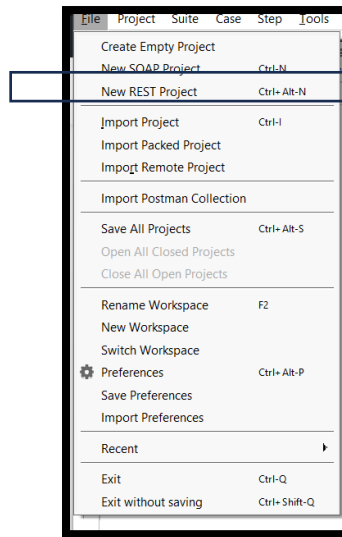 File Project Suite Case Step Tools
Create Empty Project
New SOAP Project Ctrl-N
New REST Project Ctrl+Alt-N
Import Project Ctrl-I
Import Packed Project
Import Remote Project
Import Postman Collection
Save All Projects Ctrl+Alt-S
Open All Closed Projects
Close All Open Projects
Rename Workspace F2
New Workspace
Switch Workspace
Preferences Ctrl+Alt-P
Save Preferences
Import Preferences
Recent
Exit Ctrl-Q
Exit without saving Ctrl+Shift-Q